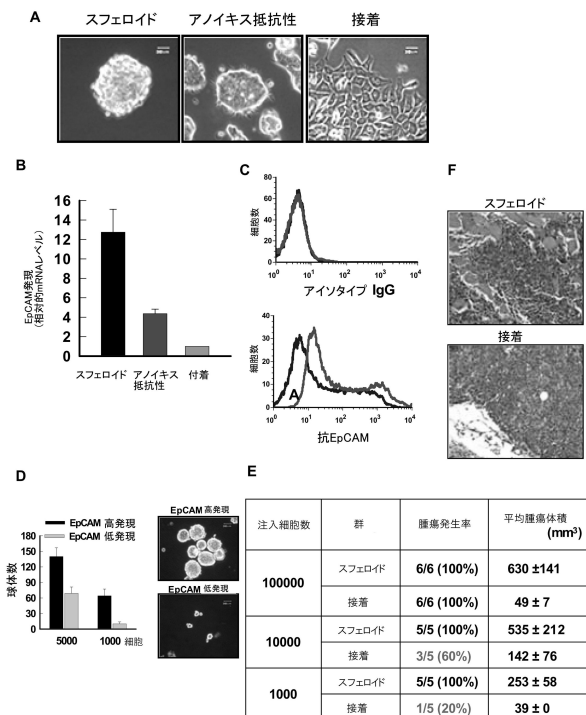 A
スフェロイド
アノイキス抵抗性
接着
B
EpCAM発現
(相対的mRNAレベル)
16
14
12
10
8
6
4
2
0
スフェロイド
アノイキス
抵抗性
付着
C
細胞数
80
60
40
20
0
10⁰ 10¹ 10² 10³ 10⁴
アイソタイプ IgG
細胞数
40
30
20
10
0
A
10⁰ 10¹ 10² 10³ 10⁴
抗EpCAM
F
スフェロイド
接着
D
EpCAM 高発現
EpCAM 低発現
球体数
180
150
120
90
60
30
0
5000 1000 細胞
EpCAM 高発現
EpCAM 低発現
E
注入細胞数 群 腫瘍発生率 平均腫瘍体積
(mm³)
100000 スフェロイド 6/6 (100%) 630 ±141
接着 6/6 (100%) 49 ± 7
10000 スフェロイド 5/5 (100%) 535 ± 212
接着 3/5 (60%) 142 ± 76
1000 スフェロイド 5/5 (100%) 253 ± 58
接着 1/5 (20%) 39 ± 0